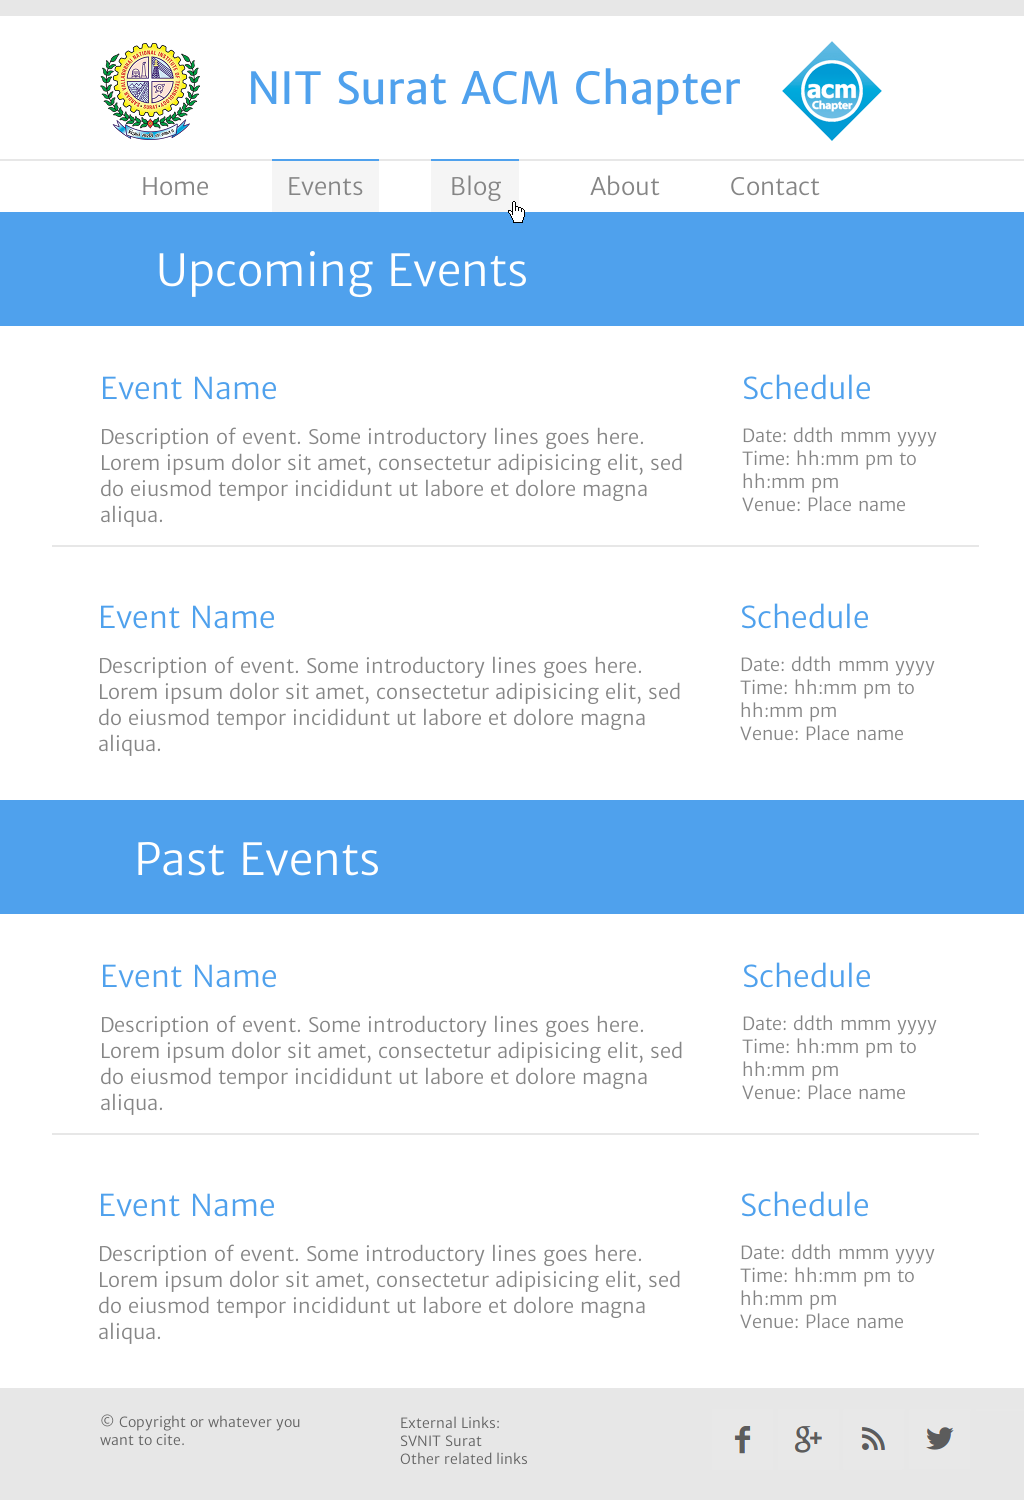 NIT Surat ACM Chapter
acm
Chapter
Home Events Blog About Contact
Upcoming Events
Event Name
Description of event. Some introductory lines goes here.
Lorem ipsum dolor sit amet, consectetur adipisicing elit, sed
do eiusmod tempor incididunt ut labore et dolore magna
aliqua.
Schedule
Date: ddth mmm yyyy
Time: hh:mm pm to
hh:mm pm
Venue: Place name
Event Name
Description of event. Some introductory lines goes here.
Lorem ipsum dolor sit amet, consectetur adipisicing elit, sed
do eiusmod tempor incididunt ut labore et dolore magna
aliqua.
Schedule
Date: ddth mmm yyyy
Time: hh:mm pm to
hh:mm pm
Venue: Place name
Past Events
Event Name
Description of event. Some introductory lines goes here.
Lorem ipsum dolor sit amet, consectetur adipisicing elit, sed
do eiusmod tempor incididunt ut labore et dolore magna
aliqua.
Schedule
Date: ddth mmm yyyy
Time: hh:mm pm to
hh:mm pm
Venue: Place name
Event Name
Description of event. Some introductory lines goes here.
Lorem ipsum dolor sit amet, consectetur adipisicing elit, sed
do eiusmod tempor incididunt ut labore et dolore magna
aliqua.
Schedule
Date: ddth mmm yyyy
Time: hh:mm pm to
hh:mm pm
Venue: Place name
© Copyright or whatever you
want to cite.
External Links:
SVNIT Surat
Other related links